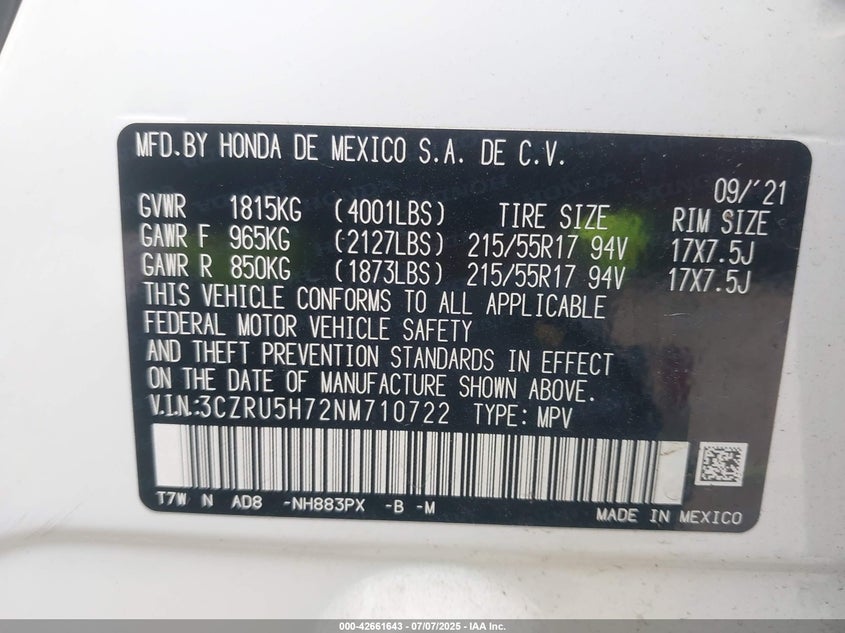 MFD.BY HONDA DE MEXICO S.A. DE C.V.
09/'21
GVWR 1815KG (4001LBS) TIRE SIZE RIM SIZE
GAWR F 965KG (2127LBS) 215/55R17 94V 17X7.5J
GAWR R 850KG (1873LBS) 215/55R17 94V 17X7.5J
THIS VEHICLE CONFORMS TO ALL APPLICABLE
FEDERAL MOTOR VEHICLE SAFETY
AND THEFT PREVENTION STANDARDS IN EFFECT
ON THE DATE OF MANUFACTURE SHOWN ABOVE.
V.I.N.:3CZRU5H72NM710722 TYPE: MPV
T7W N AD8 -NH883PX -B -M
MADE IN MEXICO
000-42661643 / 07/07/2025 - IAA Inc.